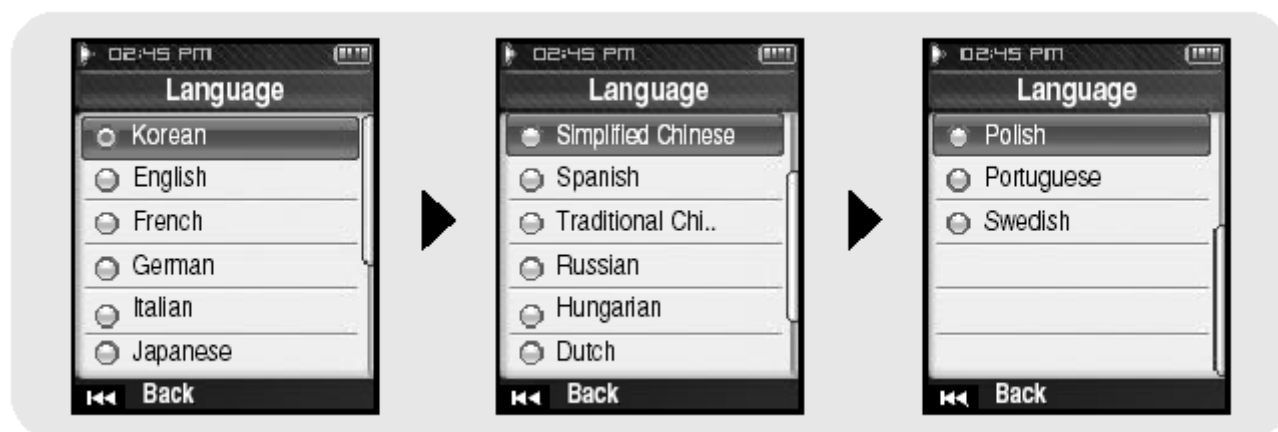 02:45 PM
Language
Korean
English
French
German
Italian
Japanese
Back
02:45 PM
Language
Simplified Chinese
Spanish
Traditional Chi..
Russian
Hungarian
Dutch
Back
02:45 PM
Language
Polish
Portuguese
Swedish
Back